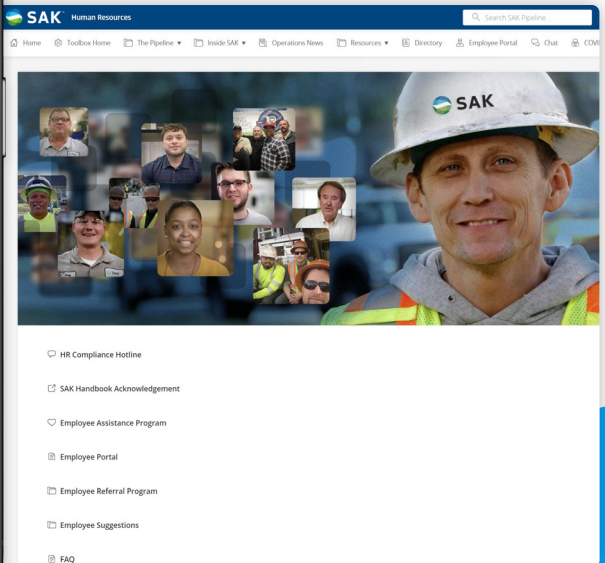 SAK Human Resources
Search SAK Pipeline...
Home Toolbox Home The Pipeline Inside SAK Operations News Resources Directory Employee Portal Chat COVI
SAK
HR Compliance Hotline
SAK Handbook Acknowledgement
Employee Assistance Program
Employee Portal
Employee Referral Program
Employee Suggestions
FAQ